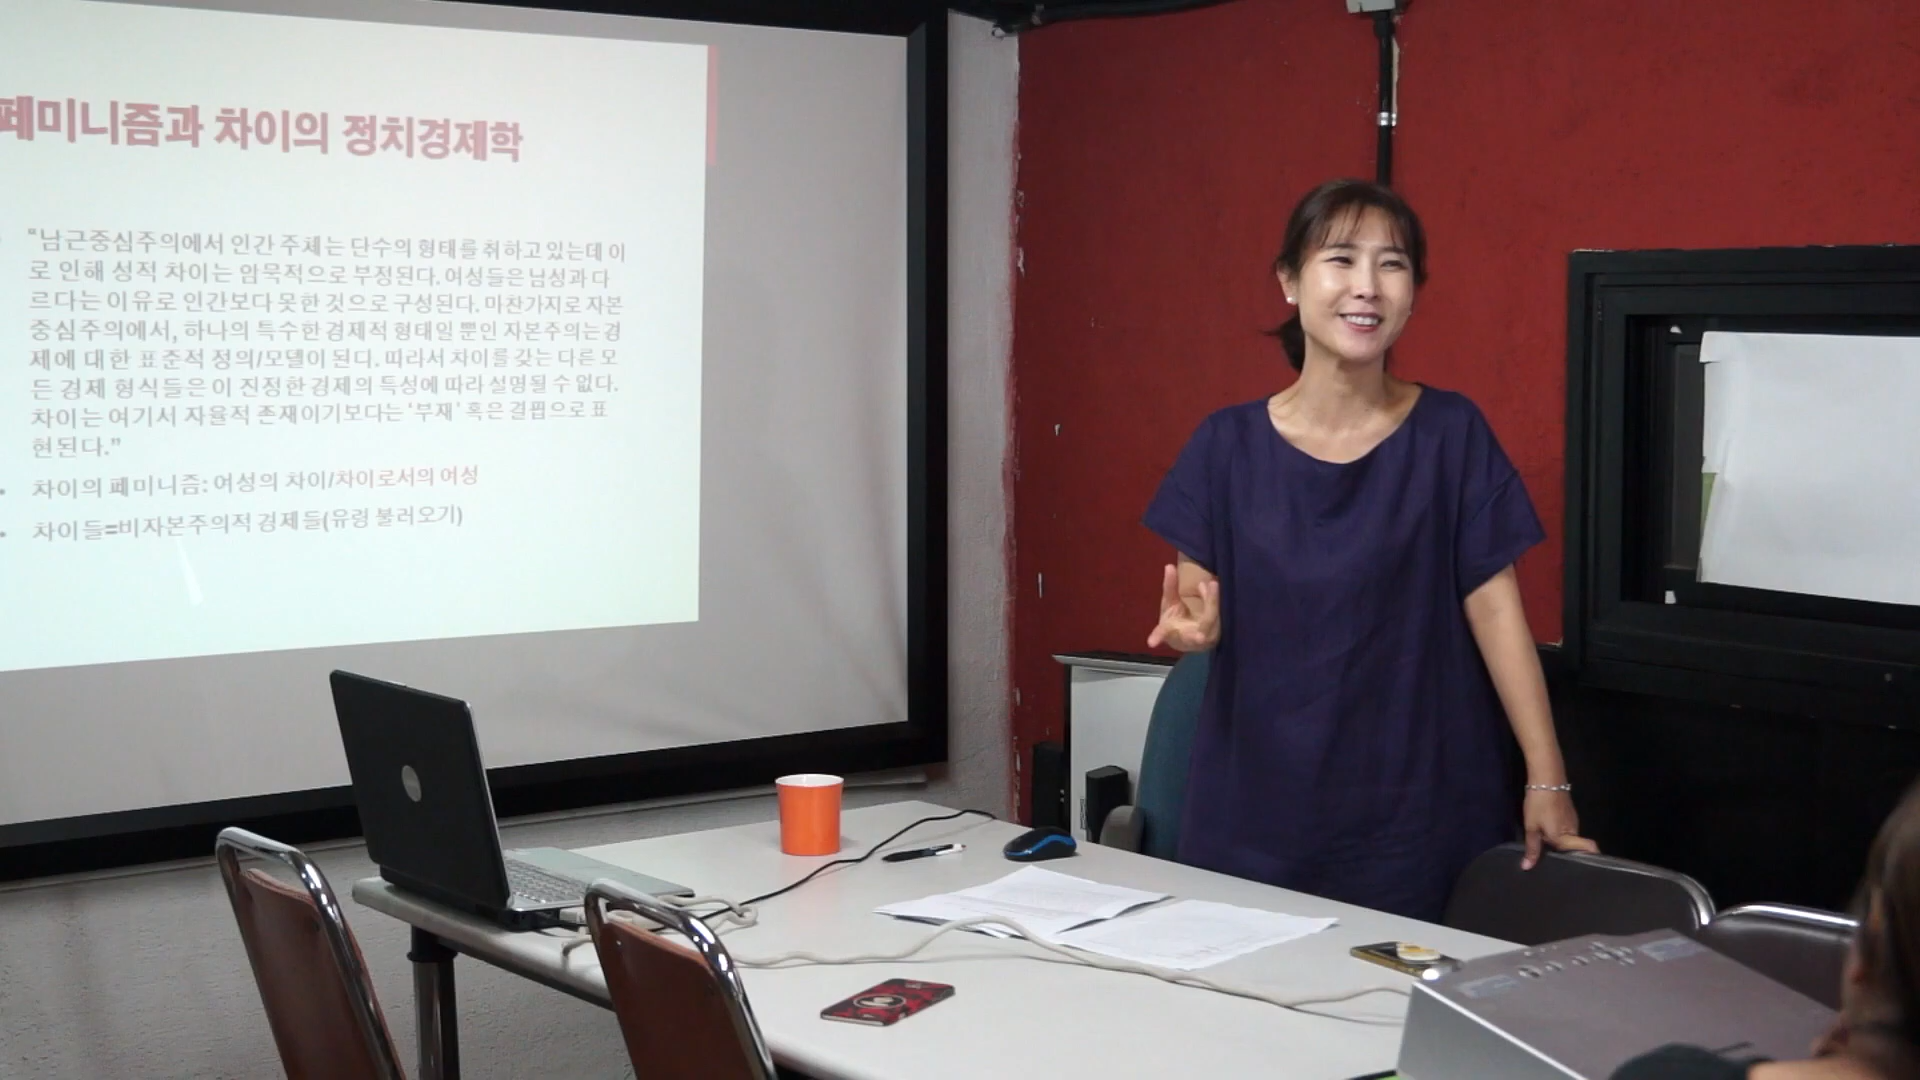 페미니즘과 차이의 정치경제학
“남근중심주의에서 인간 주체는 단수의 형태를 취하고 있는데 이
로 인해 성적 차이는 암묵적으로 부정된다. 여성들은 남성과 다
르다는 이유로 인간보다 못한 것으로 구성된다. 마찬가지로 자본
중심주의에서, 하나의 특수한 경제적 형태일 뿐인 자본주의는 경
제에 대한 표준적 정의/모델이 된다. 따라서 차이를 갖는 다른 모
든 경제 형식들은 이 진정한 경제의 특성에 따라 설명될 수 없다.
차이는 여기서 자율적 존재이기보다는 ‘부재’ 혹은 결핍으로 표
현된다.”
• 차이의 페미니즘: 여성의 차이/차이로서의 여성
• 차이들=비자본주의적 경제들(유령 불러오기)